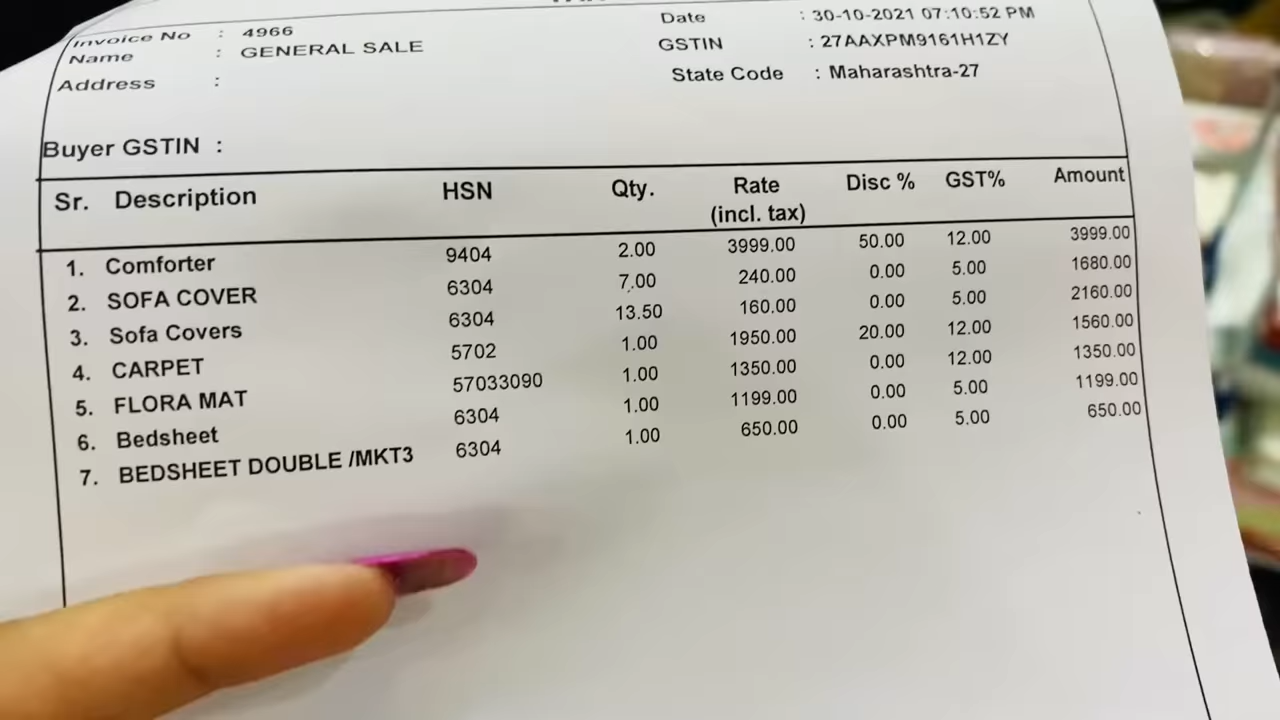 Invoice No : 4966
Date : 30-10-2021 07:10:52 PM
Name : GENERAL SALE
GSTIN : 27AAXPM9161H1ZY
Address :
State Code : Maharashtra-27
Buyer GSTIN :
Sr. Description HSN Qty. Rate (incl. tax) Disc % GST% Amount
1. Comforter 9404 2.00 3999.00 50.00 12.00 3999.00
2. SOFA COVER 6304 7.00 240.00 0.00 5.00 1680.00
3. Sofa Covers 6304 13.50 160.00 0.00 5.00 2160.00
4. CARPET 5702 1.00 1950.00 20.00 12.00 1560.00
5. FLORA MAT 57033090 1.00 1350.00 0.00 12.00 1350.00
6. Bedsheet 6304 1.00 1199.00 0.00 5.00 1199.00
7. BEDSHEET DOUBLE /MKT3 6304 1.00 650.00 0.00 5.00 650.00